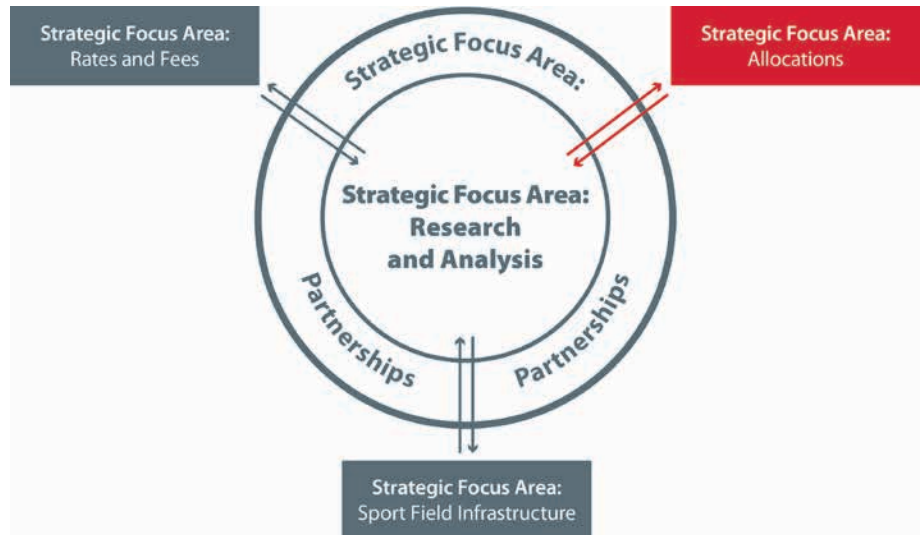 Strategic Focus Area:
Rates and Fees
Strategic Focus Area:
Allocations
Strategic Focus Area:
Strategic Focus Area:
Research
and Analysis
Partnerships
Partnerships
Strategic Focus Area:
Sport Field Infrastructure